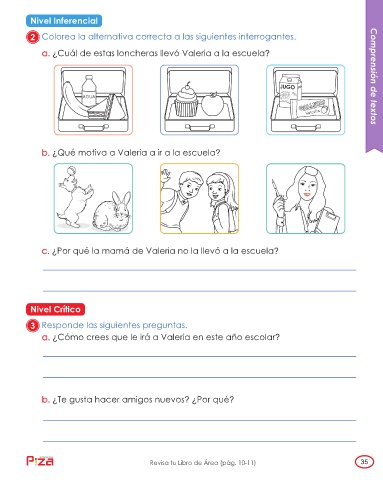 Nivel Inferencial
2 Colorea la alternativa correcta a las siguientes interrogantes.
a. ¿Cuál de estas loncheras llevó Valeria a la escuela?
JUGO
b. ¿Qué motiva a Valeria a ir a la escuela?
c. ¿Por qué la mamá de Valeria no la llevó a la escuela?
Nivel Crítico
3 Responde las siguientes preguntas.
a. ¿Cómo crees que le irá a Valeria en este año escolar?
b. ¿Te gusta hacer amigos nuevos? ¿Por qué?
Comprensión de textos
Revisa tu Libro de Área (pág. 10-11)
35